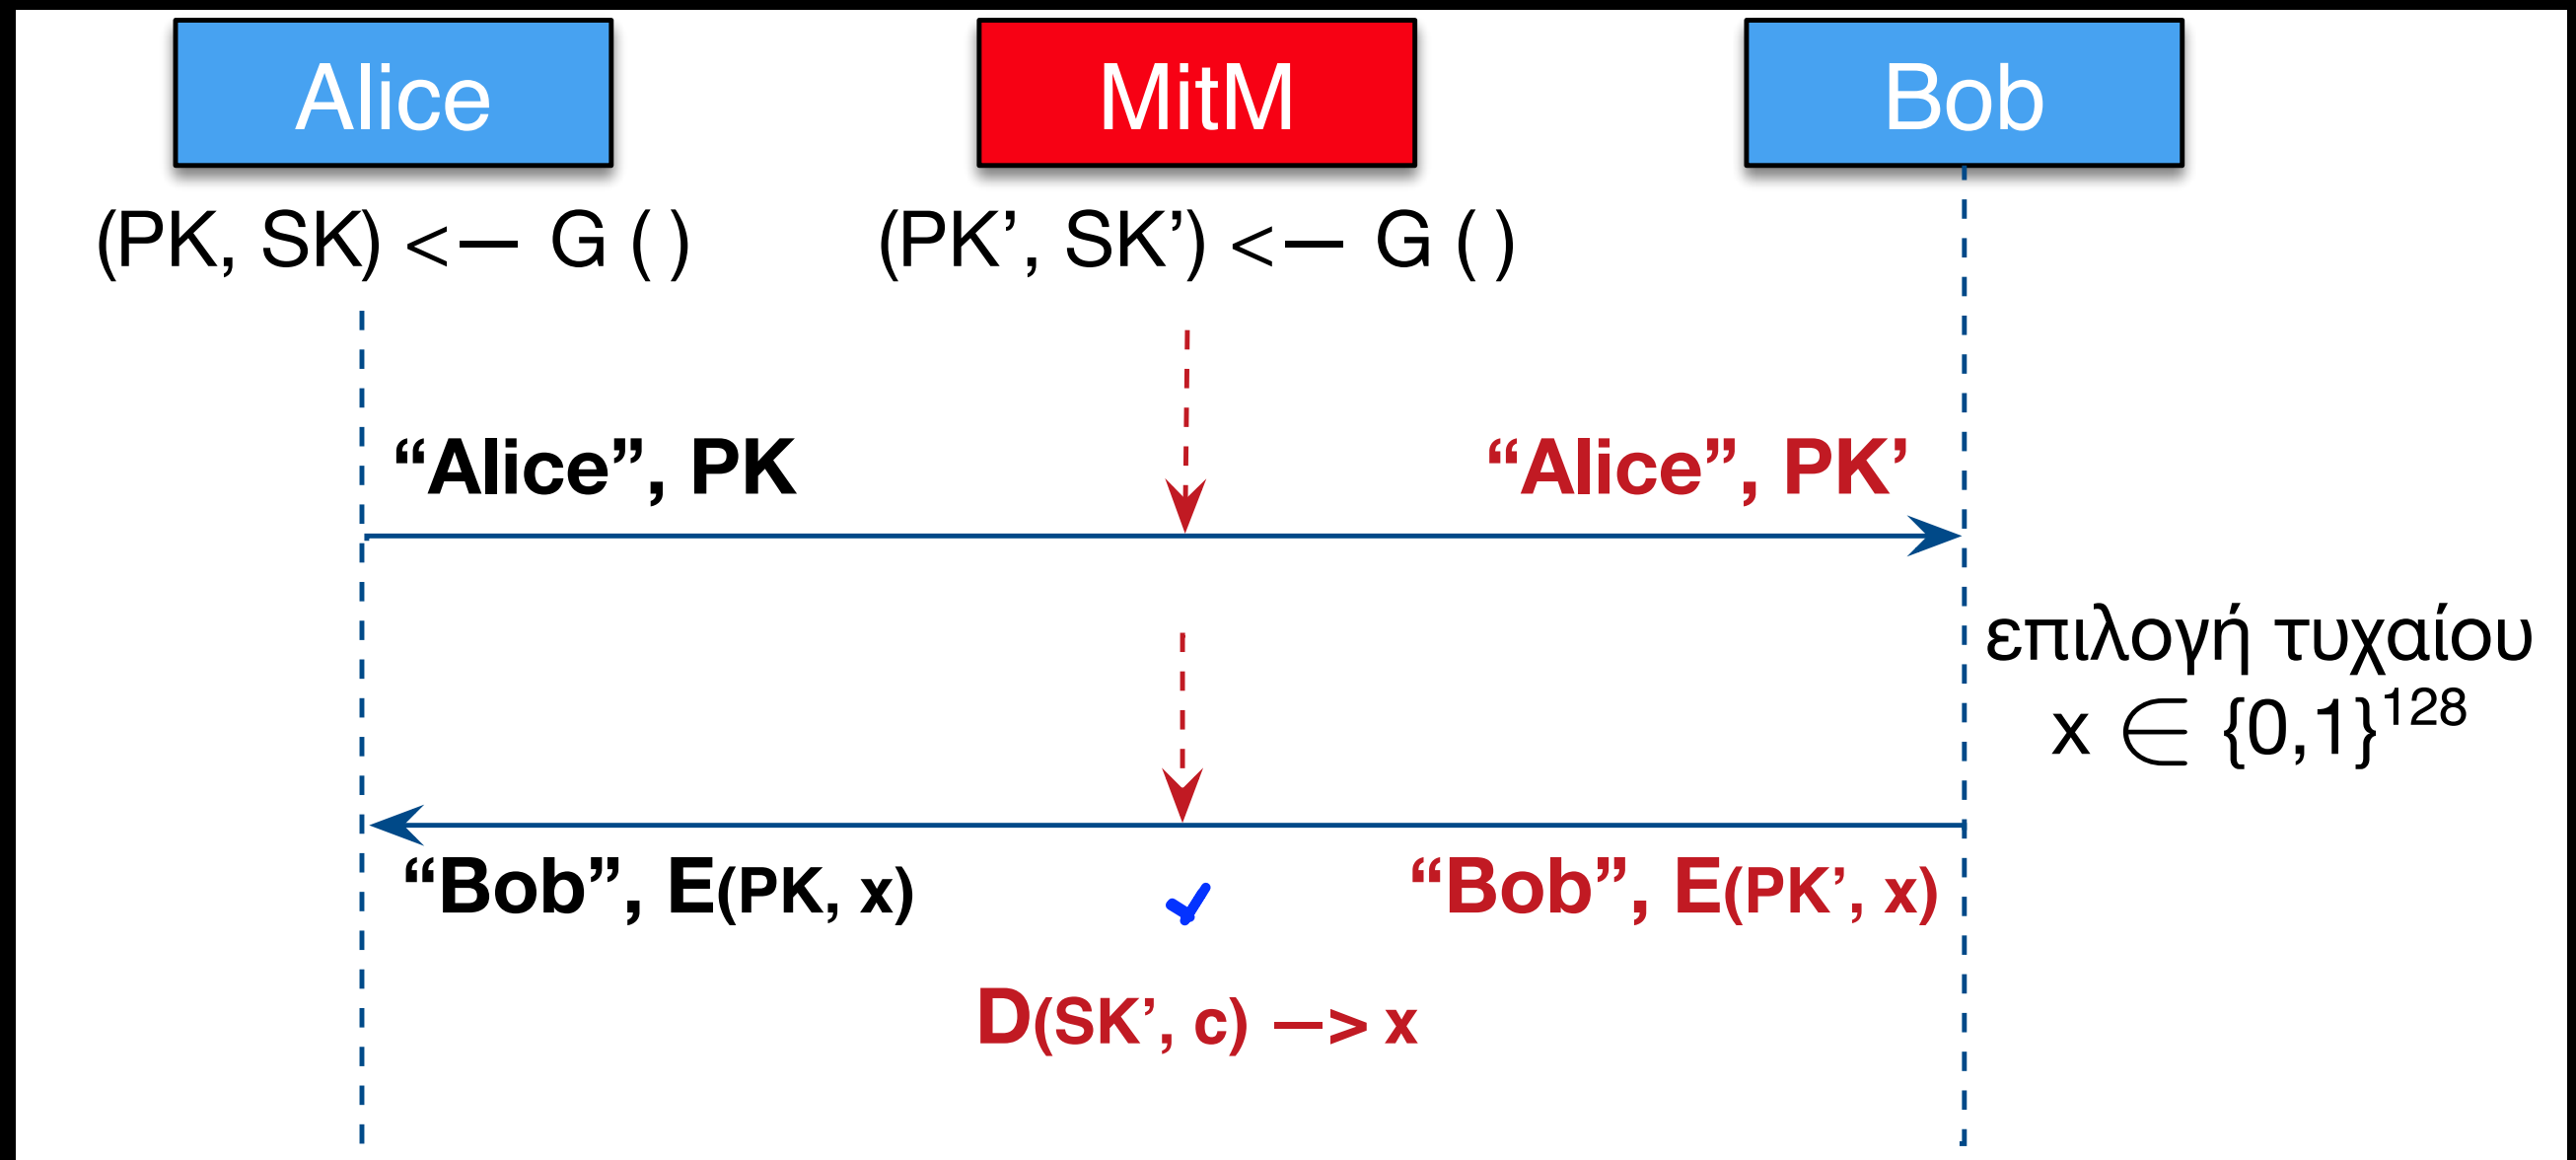 Alice
MitM
Bob
(PK, SK) <— G ( )
(PK’, SK’) <— G ( )
“Alice”, PK
“Alice”, PK’
επιλογή τυχαίου
x ∈ {0,1}¹²⁸
“Bob”, E(PK, x)
“Bob”, E(PK’, x)
D(SK’, c) —> x